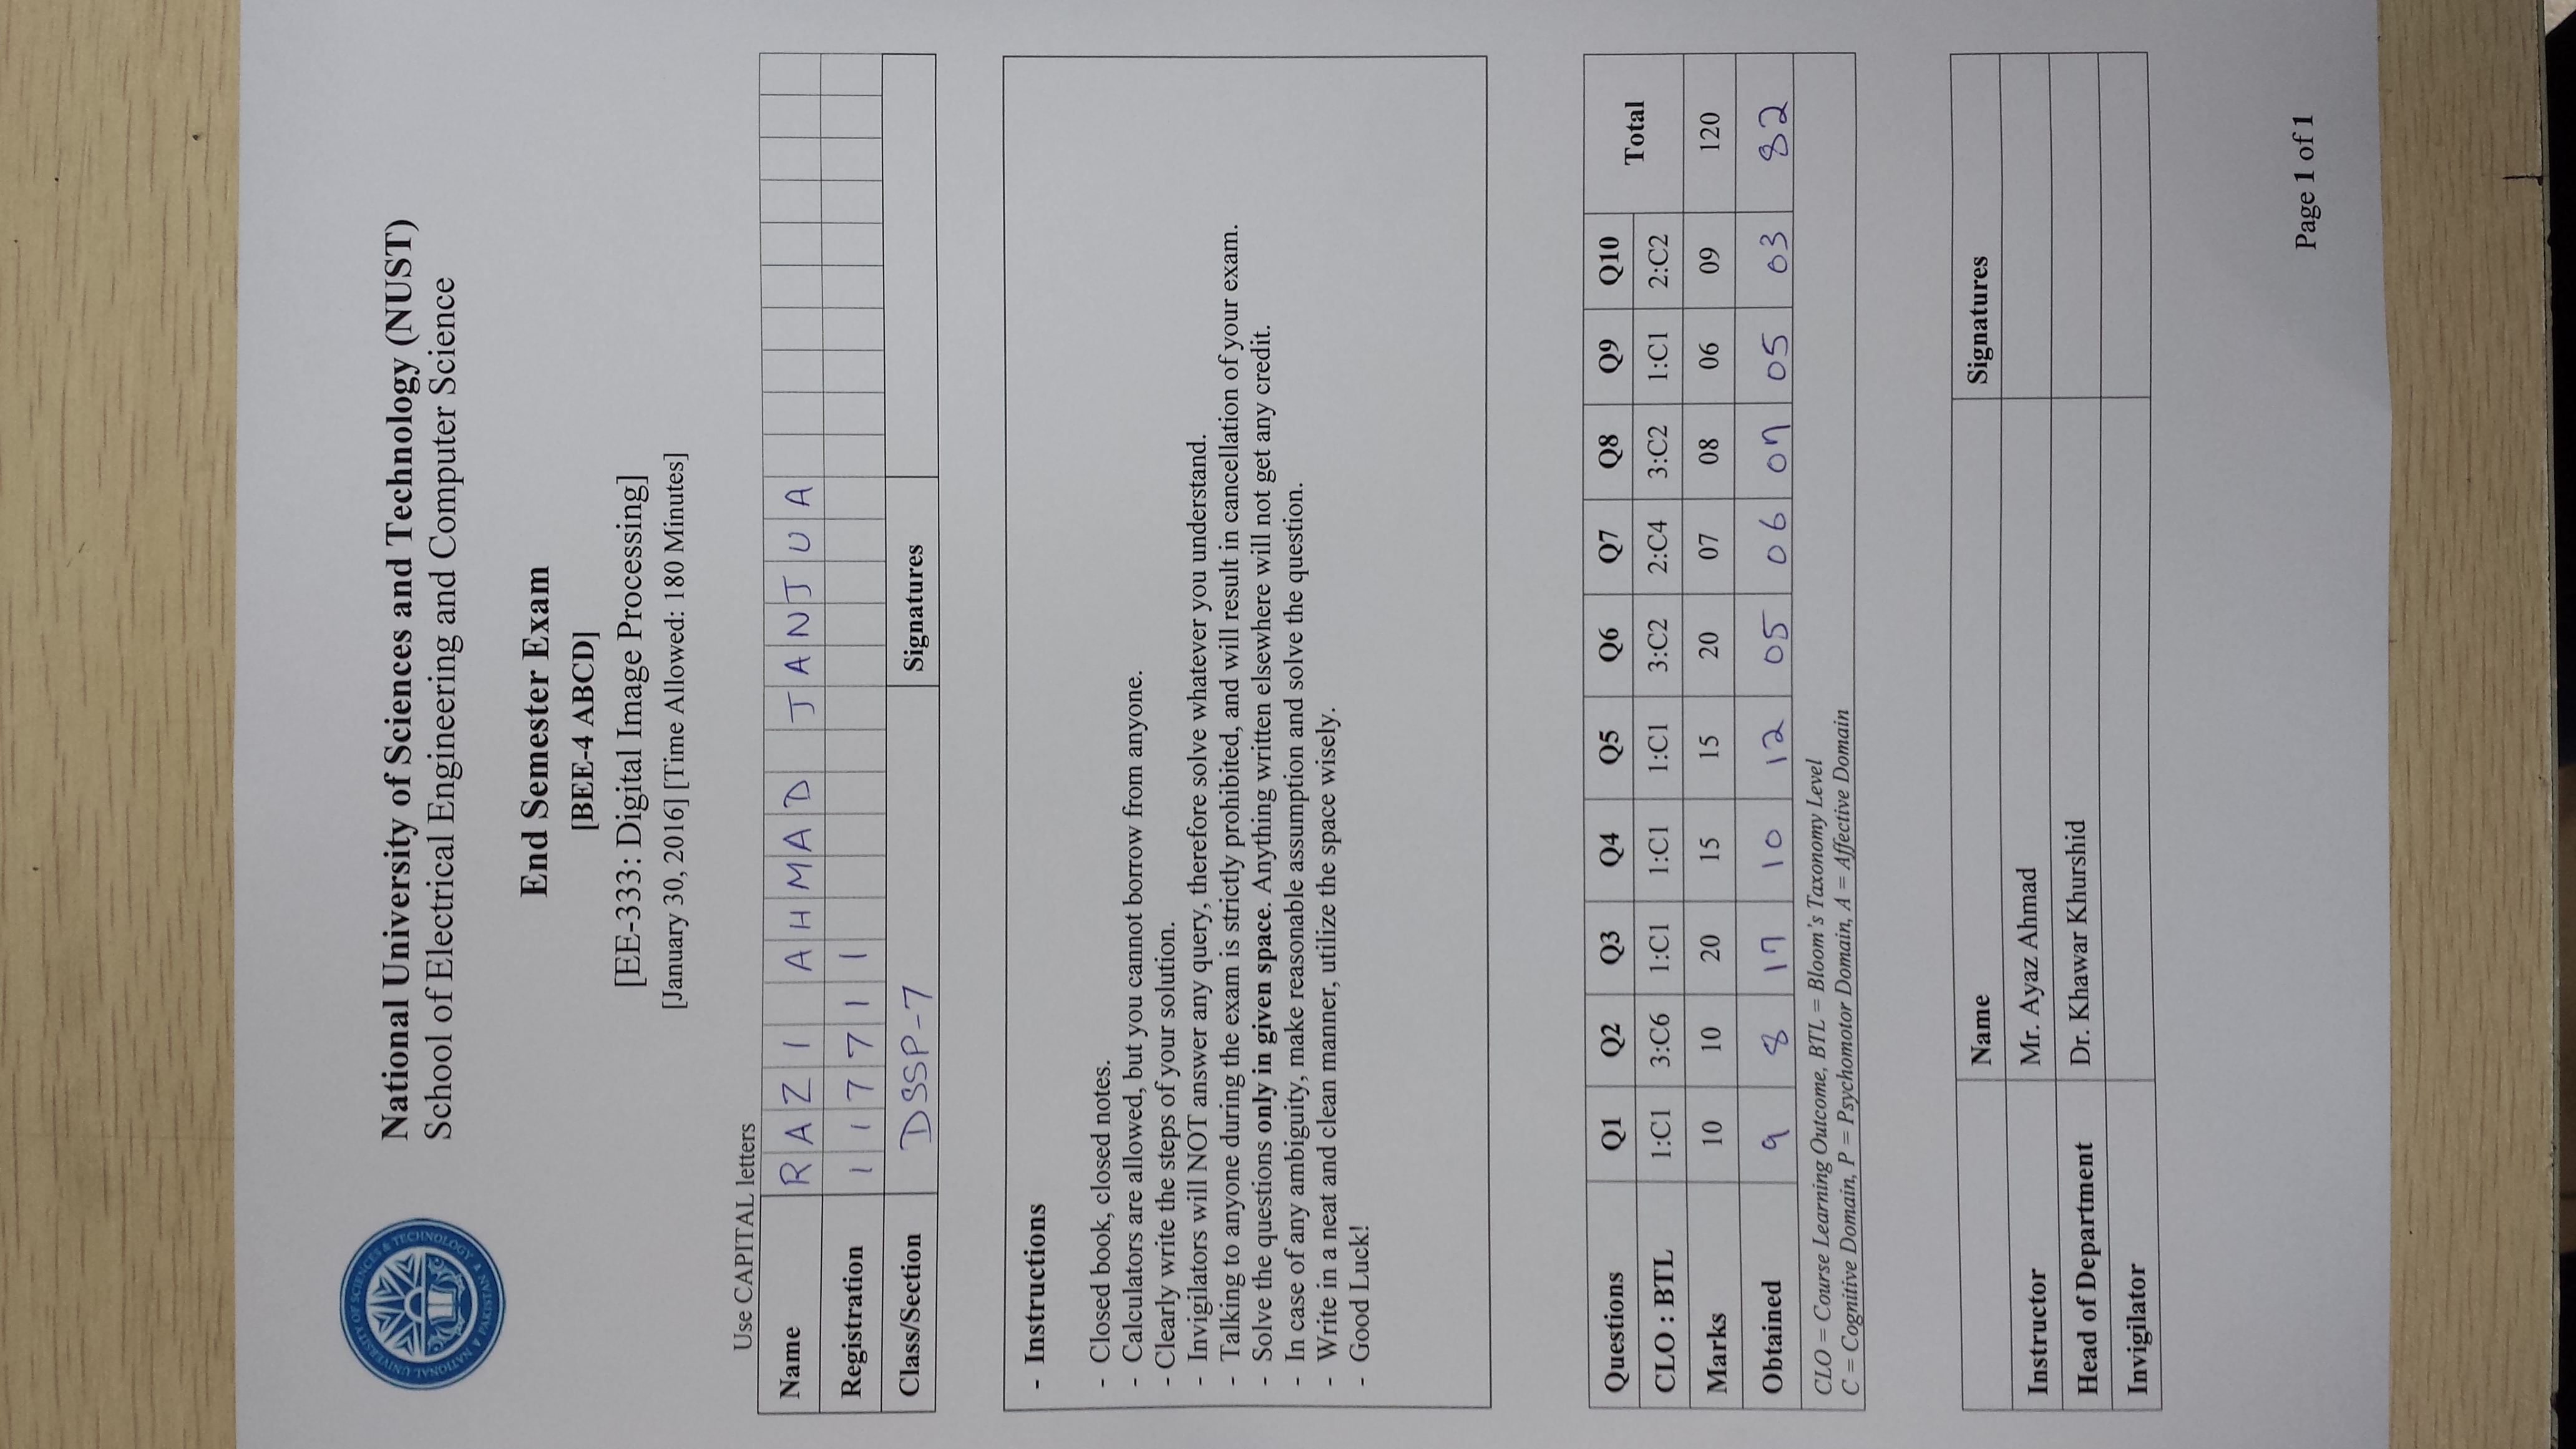 NATIONAL UNIVERSITY OF SCIENCES & TECHNOLOGY
PAKISTAN
National University of Sciences and Technology (NUST)
School of Electrical Engineering and Computer Science
End Semester Exam
[BEE-4 ABCD]
[EE-333: Digital Image Processing]
[January 30, 2016] [Time Allowed: 180 Minutes]
Use CAPITAL letters
Name RAZI AHMAD JANJUA
Registration 117711
Class/Section DSSP-7 Signatures
- Instructions
- Closed book, closed notes.
- Calculators are allowed, but you cannot borrow from anyone.
- Clearly write the steps of your solution.
- Invigilators will NOT answer any query, therefore solve whatever you understand.
- Talking to anyone during the exam is strictly prohibited, and will result in cancellation of your exam.
- Solve the questions only in given space. Anything written elsewhere will not get any credit.
- In case of any ambiguity, make reasonable assumption and solve the question.
- Write in a neat and clean manner, utilize the space wisely.
- Good Luck!
Questions Q1 Q2 Q3 Q4 Q5 Q6 Q7 Q8 Q9 Q10 Total
CLO : BTL 1:C1 3:C6 1:C1 1:C1 1:C1 3:C2 2:C4 3:C2 1:C1 2:C2
Marks 10 10 20 15 15 20 07 08 06 09 120
Obtained 9 8 17 10 12 05 06 07 05 03 82
CLO = Course Learning Outcome, BTL = Bloom's Taxonomy Level
C = Cognitive Domain, P = Psychomotor Domain, A = Affective Domain
Name Signatures
Instructor Mr. Ayaz Ahmad
Head of Department Dr. Khawar Khurshid
Invigilator
Page 1 of 1